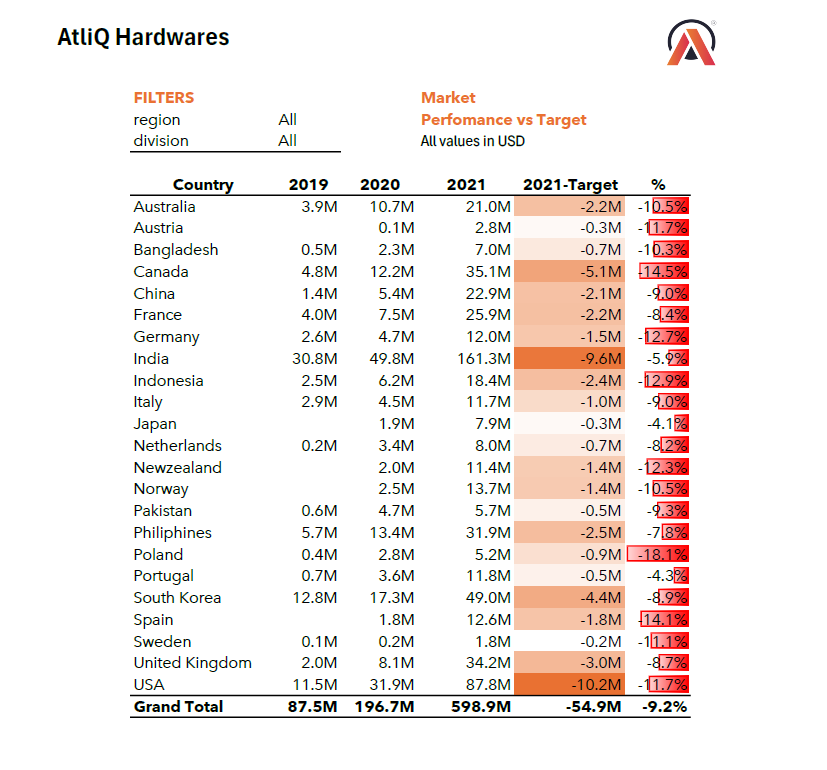 AtliQ Hardwares
FILTERS
region All
division All
Market
Perfomance vs Target
All values in USD
Country 2019 2020 2021 2021-Target %
Australia 3.9M 10.7M 21.0M -2.2M -10.5%
Austria 0.1M 2.8M -0.3M -11.7%
Bangladesh 0.5M 2.3M 7.0M -0.7M -10.3%
Canada 4.8M 12.2M 35.1M -5.1M -14.5%
China 1.4M 5.4M 22.9M -2.1M -9.0%
France 4.0M 7.5M 25.9M -2.2M -8.4%
Germany 2.6M 4.7M 12.0M -1.5M -12.7%
India 30.8M 49.8M 161.3M -9.6M -5.9%
Indonesia 2.5M 6.2M 18.4M -2.4M -12.9%
Italy 2.9M 4.5M 11.7M -1.0M -9.0%
Japan 1.9M 7.9M -0.3M -4.1%
Netherlands 0.2M 3.4M 8.0M -0.7M -8.2%
Newzealand 2.0M 11.4M -1.4M -12.3%
Norway 2.5M 13.7M -1.4M -10.5%
Pakistan 0.6M 4.7M 5.7M -0.5M -9.3%
Philiphines 5.7M 13.4M 31.9M -2.5M -7.8%
Poland 0.4M 2.8M 5.2M -0.9M -18.1%
Portugal 0.7M 3.6M 11.8M -0.5M -4.3%
South Korea 12.8M 17.3M 49.0M -4.4M -8.9%
Spain 1.8M 12.6M -1.8M -14.1%
Sweden 0.1M 0.2M 1.8M -0.2M -11.1%
United Kingdom 2.0M 8.1M 34.2M -3.0M -8.7%
USA 11.5M 31.9M 87.8M -10.2M -11.7%
Grand Total 87.5M 196.7M 598.9M -54.9M -9.2%